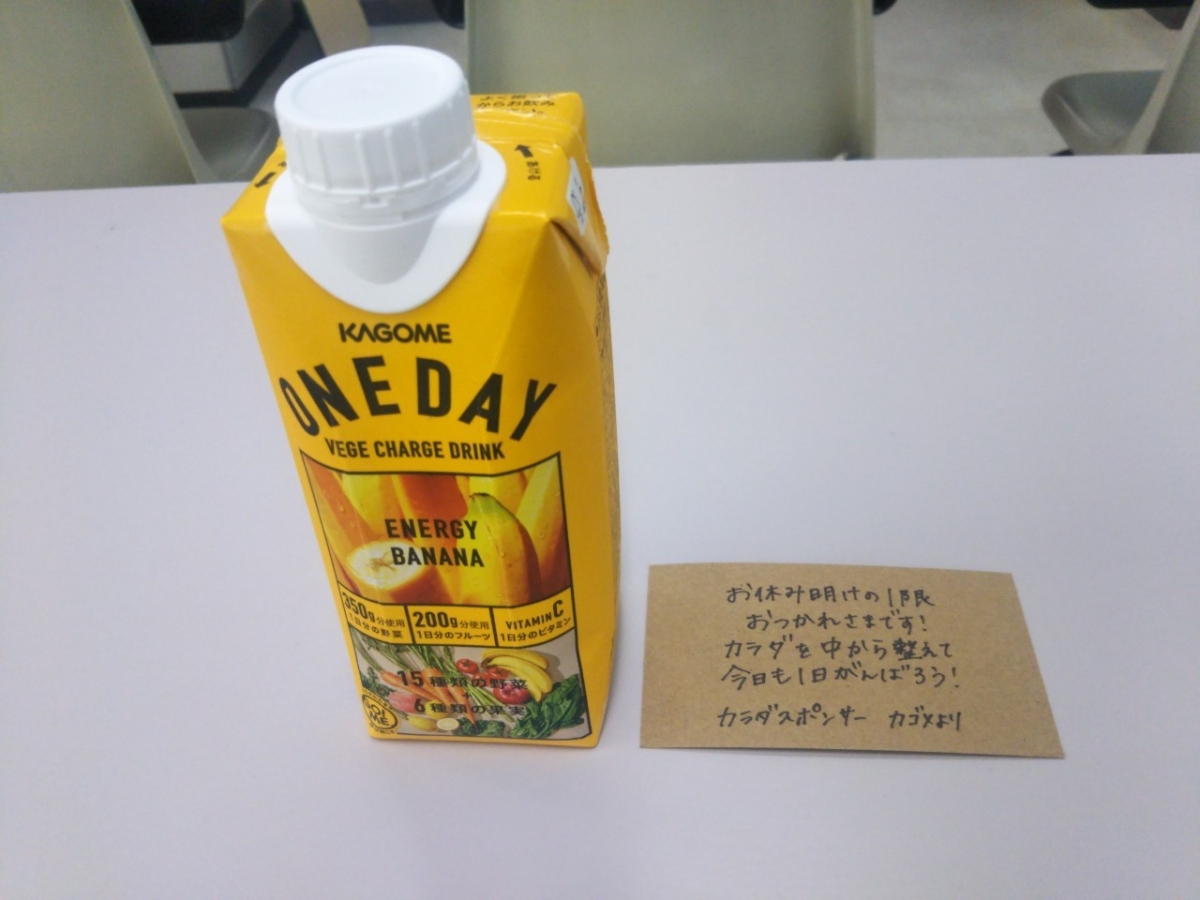 からお飲み
KAGOME
ONE DAY
VEGE CHARGE DRINK
ENERGY
BANANA
350g分使用
1日分の野菜
200g分使用
1日分のフルーツ
VITAMIN C
1日分のビタミン
15種類の野菜
+
6種類の果実
お休み明けの1限
おつかれさまです!
カラダを中から整えて
今日も1日がんばろう!
カラダスポンサー カゴメより